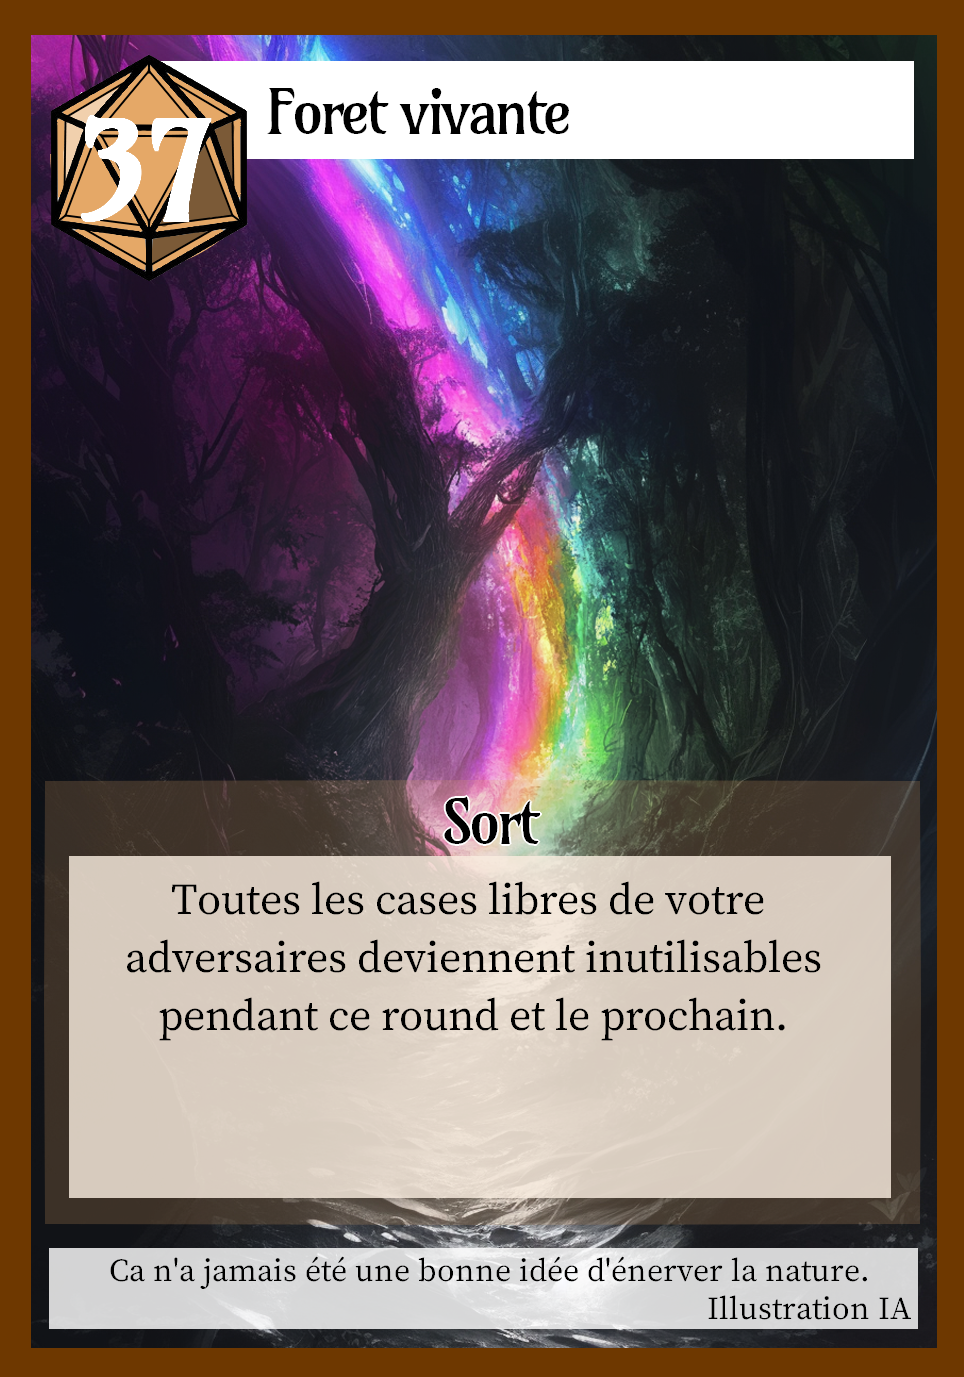 37
Foret vivante
Sort
Toutes les cases libres de votre
adversaires deviennent inutilisables
pendant ce round et le prochain.
Ca n'a jamais été une bonne idée d'énerver la nature.
Illustration IA